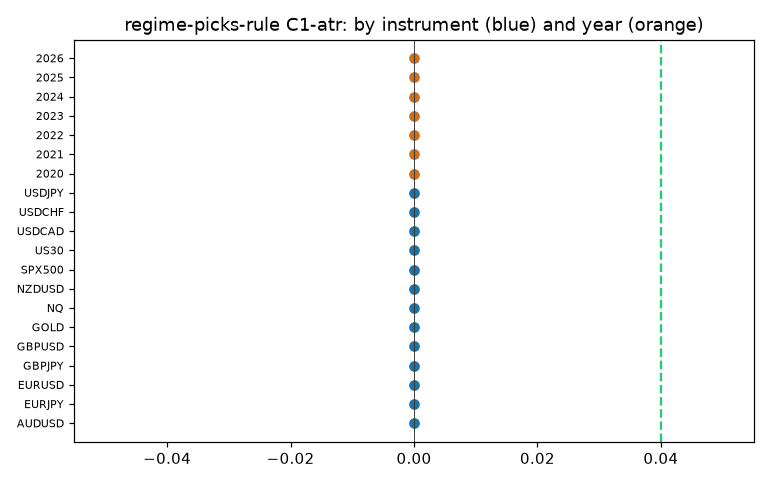 regime-picks-rule C1-atr: by instrument (blue) and year (orange)
2026
2025
2024
2023
2022
2021
2020
USDJPY
USDCHF
USDCAD
US30
SPX500
NZDUSD
NQ
GOLD
GBPUSD
GBPJPY
EURUSD
EURJPY
AUDUSD
−0.04 −0.02 0.00 0.02 0.04